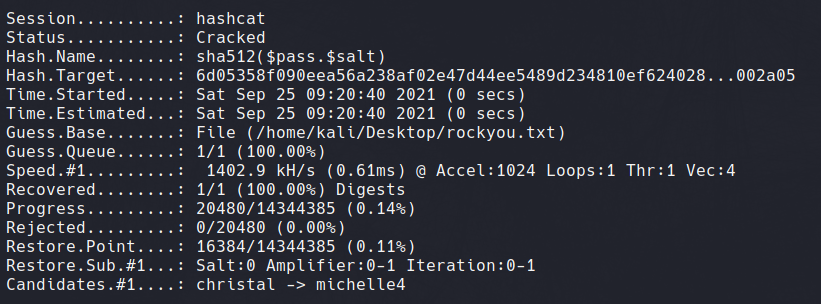 Session..........: hashcat
Status...........: Cracked
Hash.Name........: sha512($pass.$salt)
Hash.Target......: 6d05358f090eea56a238af02e47d44ee5489d234810ef624028...002a05
Time.Started.....: Sat Sep 25 09:20:40 2021 (0 secs)
Time.Estimated...: Sat Sep 25 09:20:40 2021 (0 secs)
Guess.Base.......: File (/home/kali/Desktop/rockyou.txt)
Guess.Queue......: 1/1 (100.00%)
Speed.#1.........:  1402.9 kH/s (0.61ms) @ Accel:1024 Loops:1 Thr:1 Vec:4
Recovered........: 1/1 (100.00%) Digests
Progress.........: 20480/14344385 (0.14%)
Rejected.........: 0/20480 (0.00%)
Restore.Point....: 16384/14344385 (0.11%)
Restore.Sub.#1...: Salt:0 Amplifier:0-1 Iteration:0-1
Candidates.#1....: christal -> michelle4